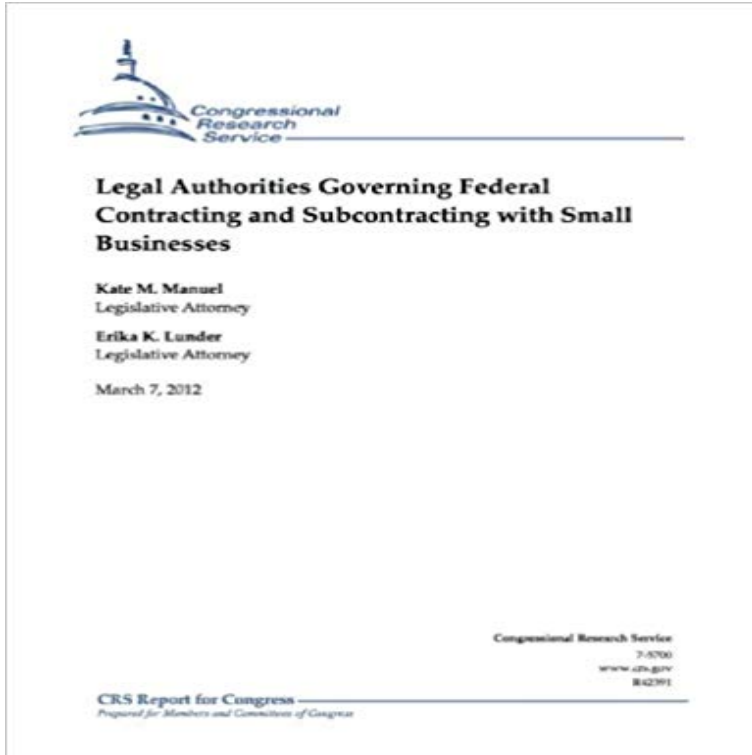 Congressional
Research
Service
Legal Authorities Governing Federal
Contracting and Subcontracting with Small
Businesses
Kate M. Manuel
Legislative Attorney
Erika K. Lunder
Legislative Attorney
March 7, 2012
Congressional Research Service
7-5700
www.crs.gov
R42391
CRS Report for Congress
Prepared for Members and Committees of Congress